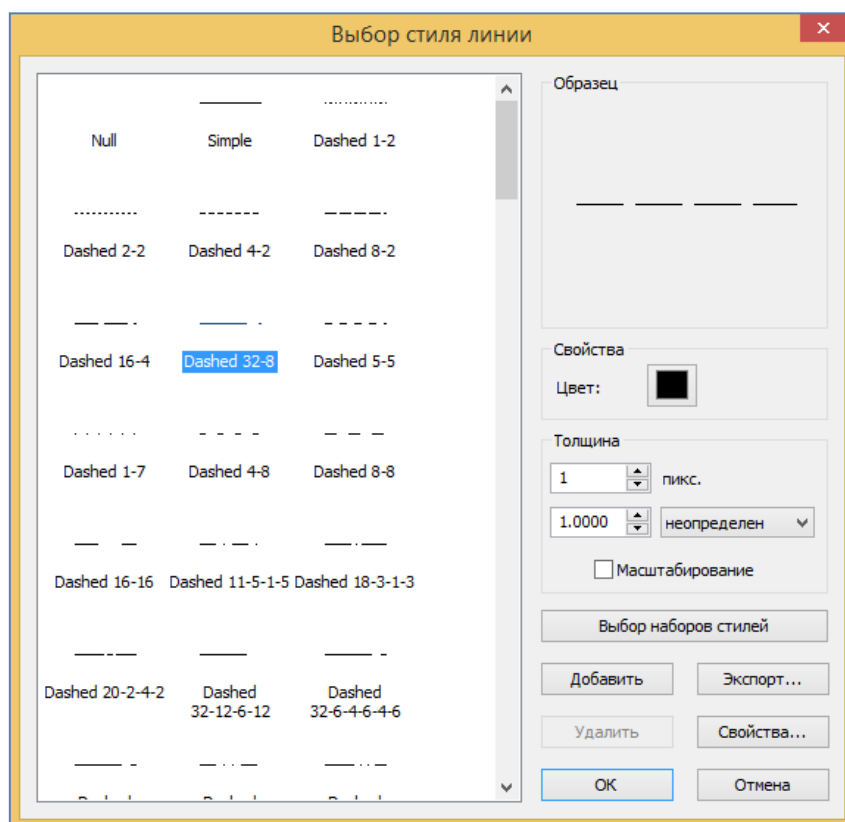 Выбор стиля линии
Null
Simple
Dashed 1-2
Dashed 2-2
Dashed 4-2
Dashed 8-2
Dashed 16-4
Dashed 32-8
Dashed 5-5
Dashed 1-7
Dashed 4-8
Dashed 8-8
Dashed 16-16
Dashed 11-5-1-5
Dashed 18-3-1-3
Dashed 20-2-4-2
Dashed
32-12-6-12
Dashed
32-6-4-6-4-6
Образец
Свойства
Цвет:
Толщина
1 пикс.
1.0000 неопределен
Масштабирование
Выбор наборов стилей
Добавить
Экспорт...
Удалить
Свойства...
OK
Отмена